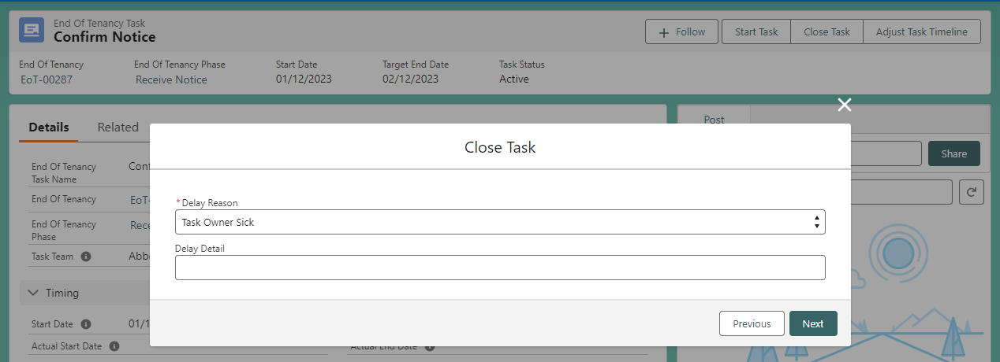 End Of Tenancy Task
Confirm Notice
Follow
Start Task
Close Task
Adjust Task Timeline
End Of Tenancy
End Of Tenancy Phase
Start Date
Target End Date
Task Status
EoT-00287
Receive Notice
01/12/2023
02/12/2023
Active
Details
Related
Post
Close Task
Share
End Of Tenancy
Task Name
End Of Tenancy
EoT-
End Of Tenancy
Phase
Task Team
* Delay Reason
Task Owner Sick
Delay Detail
Timing
Start Date
01/1
Previous
Next
Actual Start Date
Actual End Date